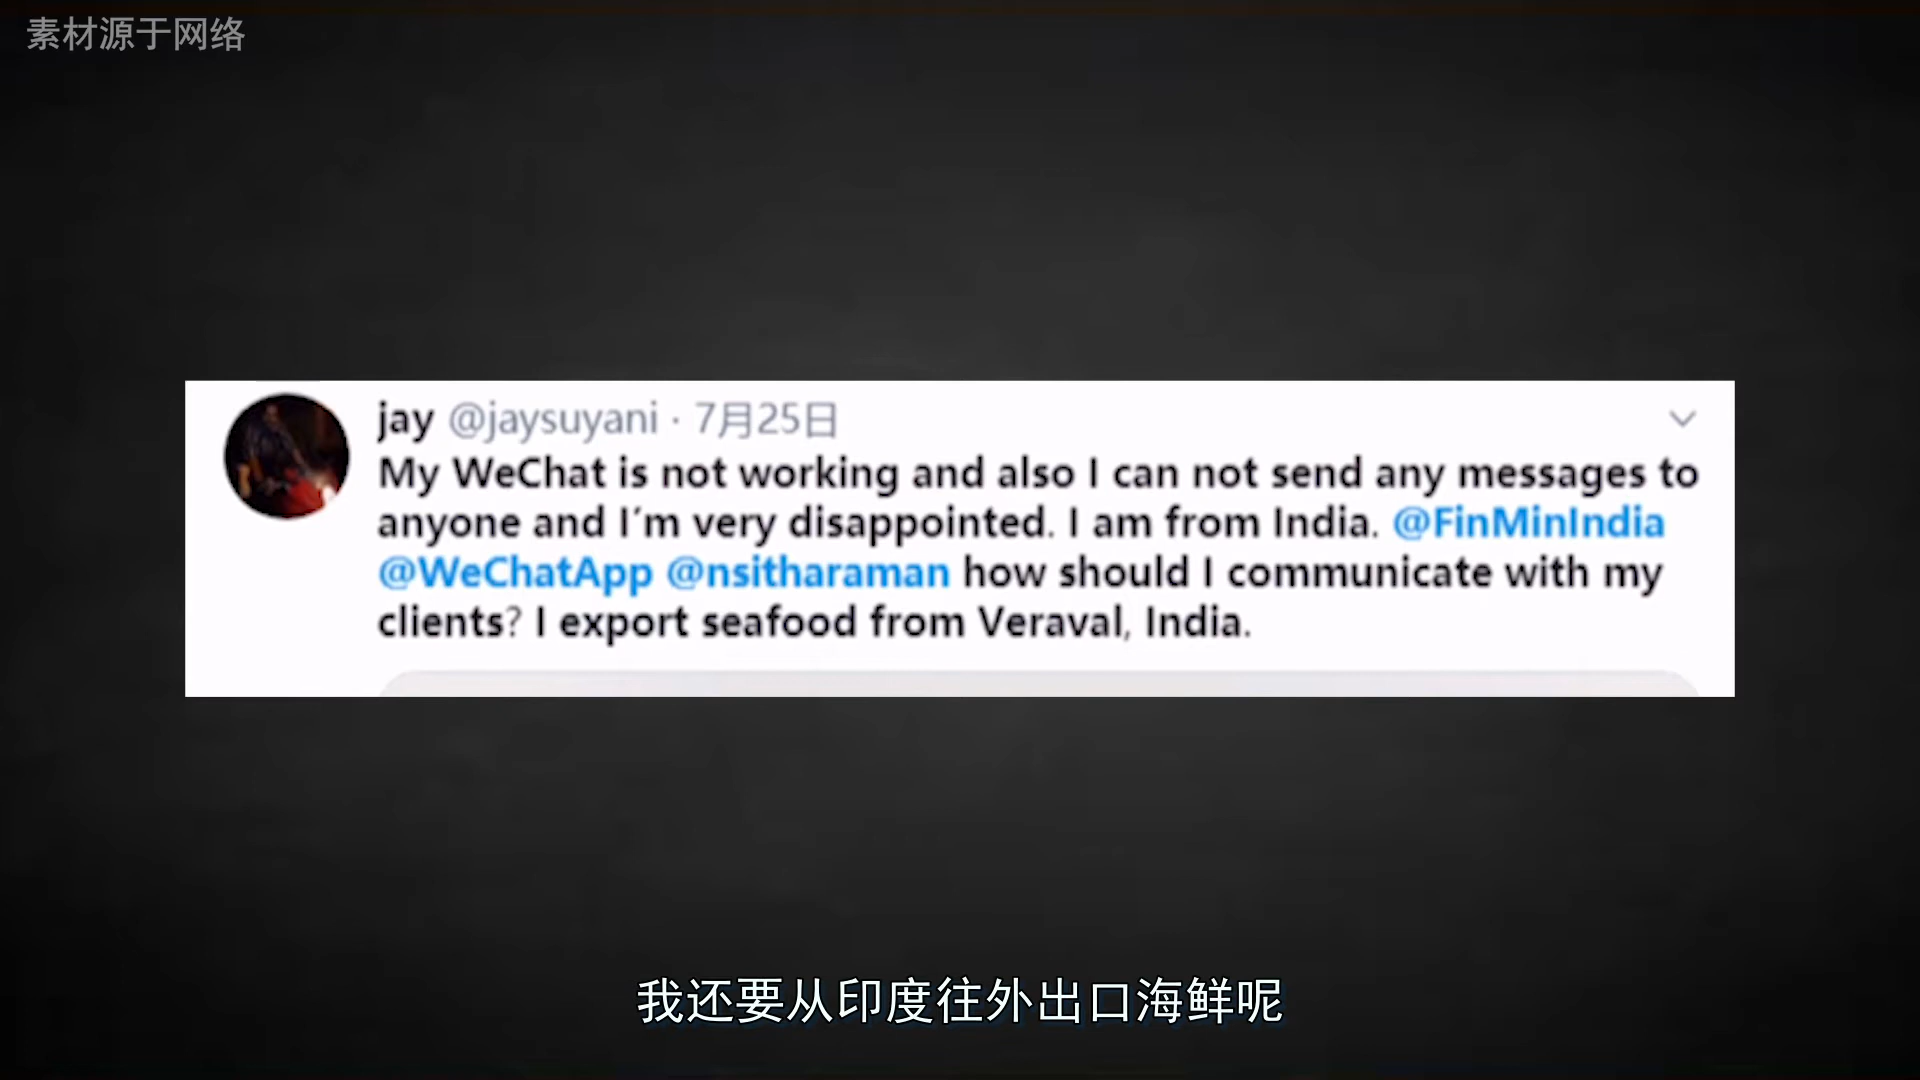 素材源于网络
jay @jaysuyani · 7月25日
My WeChat is not working and also I can not send any messages to
anyone and I´m very disappointed. I am from India. @FinMinIndia
@WeChatApp @nsitharaman how should I communicate with my
clients? I export seafood from Veraval, India.
我还要从印度往外出口海鲜呢